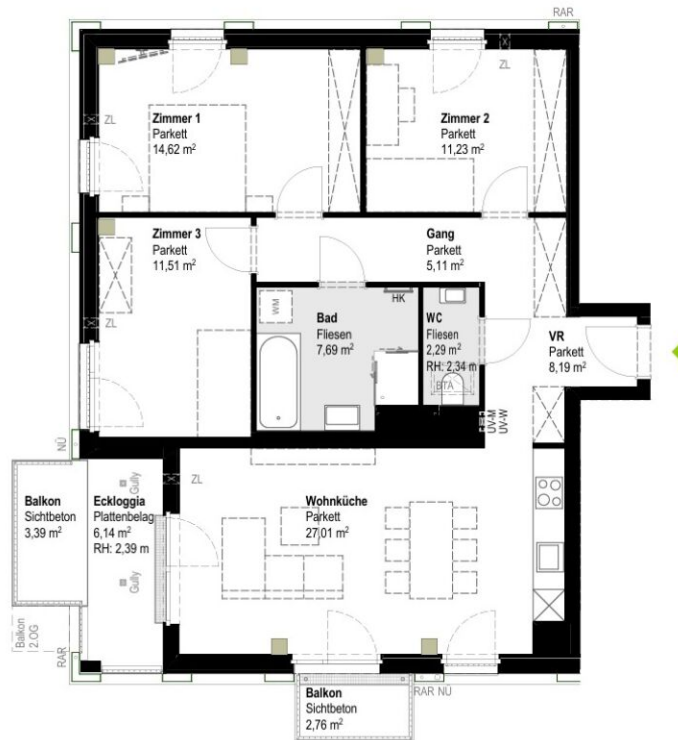 RAR
ZL
ZL
Zimmer 1
Parkett
14,62 m²
Zimmer 2
Parkett
11,23 m²
Zimmer 3
Parkett
11,51 m²
Gang
Parkett
5,11 m²
ZL
WM
HK
Bad
Fliesen
7,69 m²
WC
Fliesen
2,29 m²
RH: 2,34 m
BTA
VR
Parkett
8,19 m²
UV-M
UV-W
NÜ
ZL
Balkon
Sichtbeton
3,39 m²
Eckloggia
Plattenbelag
6,14 m²
RH: 2,39 m
Gully
Gully
Wohnküche
Parkett
27,01 m²
Balkon
2.OG
RAR
Balkon
Sichtbeton
2,76 m²
RAR NÜ